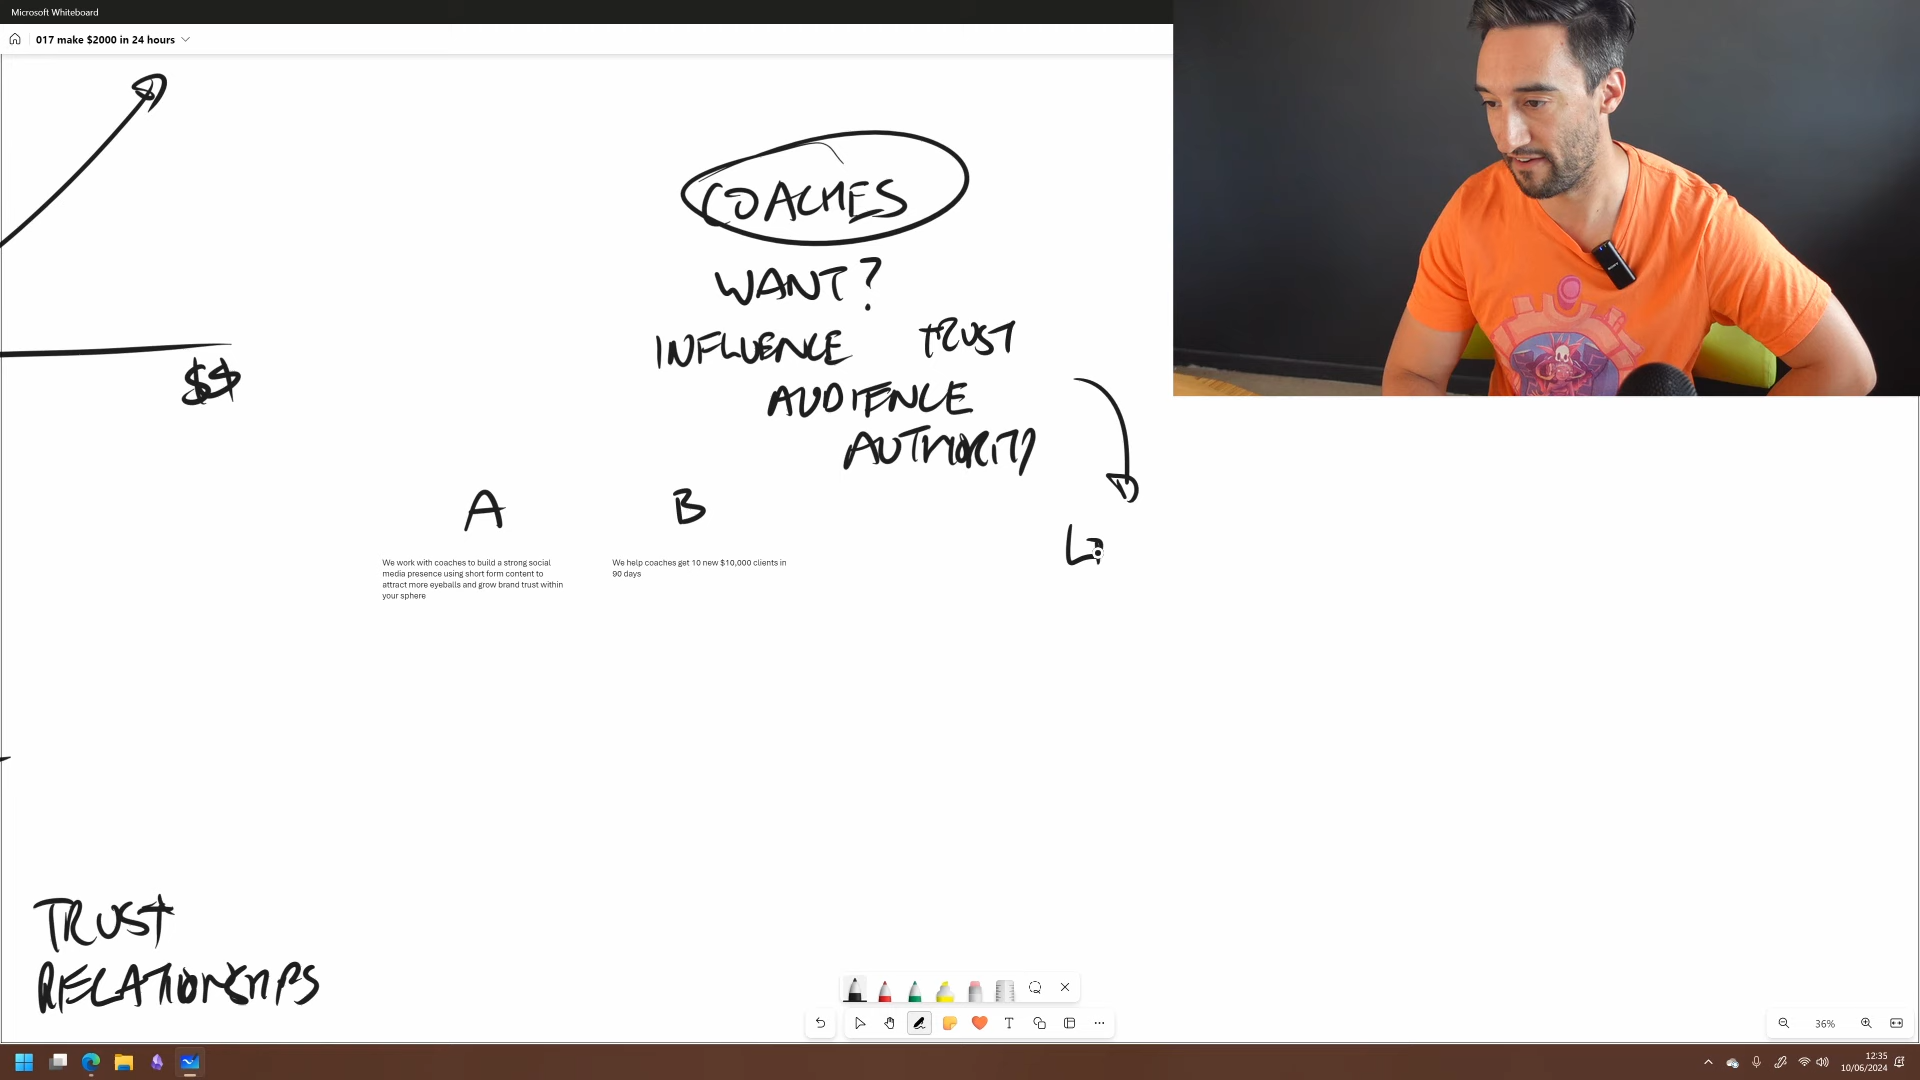 Microsoft Whiteboard
017 make $2000 in 24 hours
COACHES
WANT?
INFLUENCE TRUST
AUDIENCE
AUTHORITY
$$
A B
We work with coaches to build a strong social
media presence using short form content to
attract more eyeballs and grow brand trust within
your sphere
We help coaches get 10 new $10,000 clients in
90 days
TRUST
RELATIONSHIPS
T
36%
12:35
10/06/2024